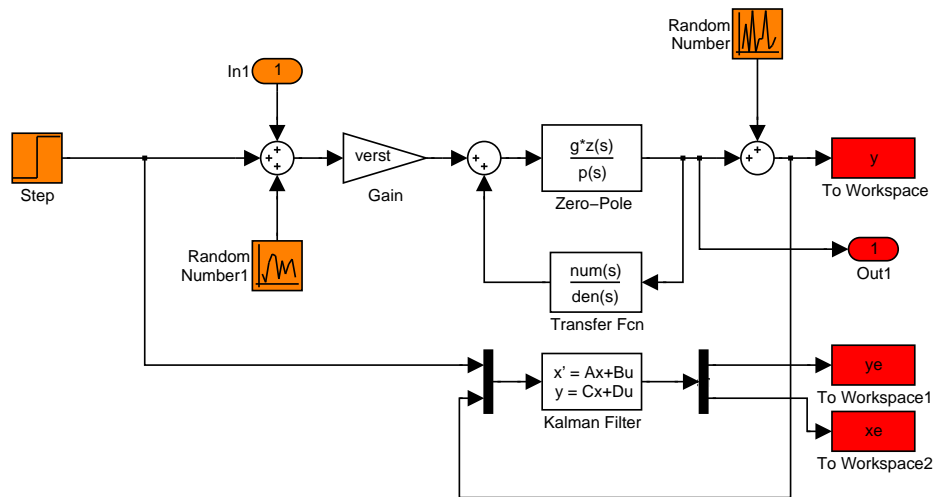 Random
Number
In1
1
Step
+
+
+
verst
Gain
+
+
g*z(s)
p(s)
Zero−Pole
+
+
y
To Workspace
Random
Number1
num(s)
den(s)
Transfer Fcn
1
Out1
x' = Ax+Bu
y = Cx+Du
Kalman Filter
ye
To Workspace1
xe
To Workspace2